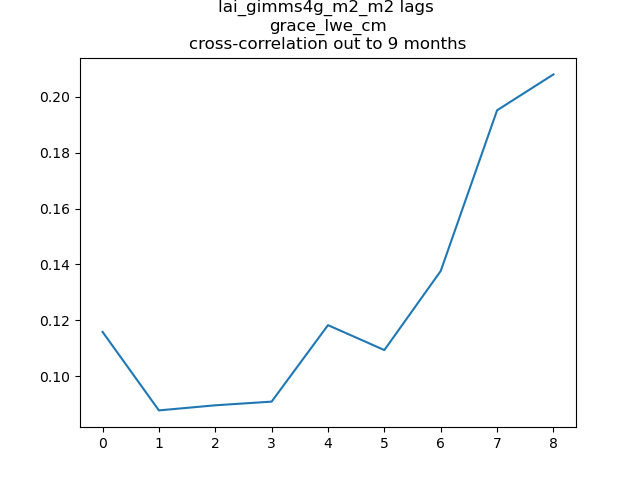 lai_gimms4g_m2_m2 lags
grace_lwe_cm
cross-correlation out to 9 months
0.20
0.18
0.16
0.14
0.12
0.10
0 1 2 3 4 5 6 7 8